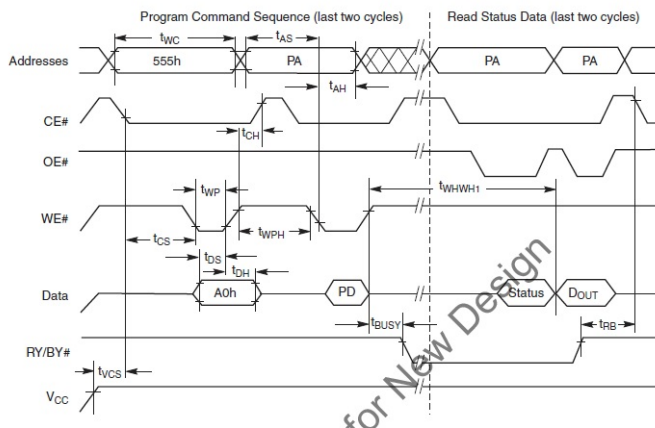 Program Command Sequence (last two cycles)
Read Status Data (last two cycles)
tWC
tAS
Addresses
555h
PA
PA
PA
tAH
CE#
tCH
OE#
tWP
tWHWH1
WE#
tCS
tWPH
tDS
tDH
Data
A0h
PD
Status
DOUT
tBUSY
tRB
RY/BY#
tVCS
VCC
for New Design